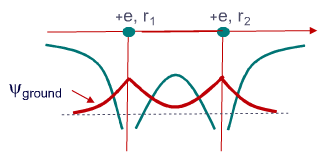 +e, r₁ +e, r₂
Ψground